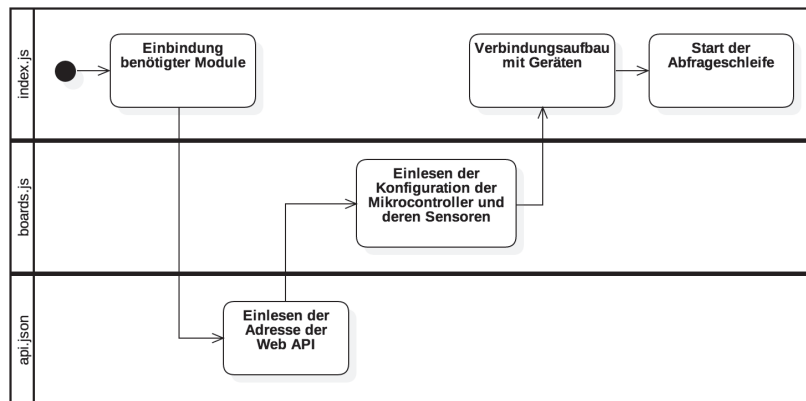 index.js
Einbindung
benötigter Module
Verbindungsaufbau
mit Geräten
Start der
Abfrageschleife
boards.js
Einlesen der
Konfiguration der
Mikrocontroller und
deren Sensoren
api.json
Einlesen der
Adresse der
Web API